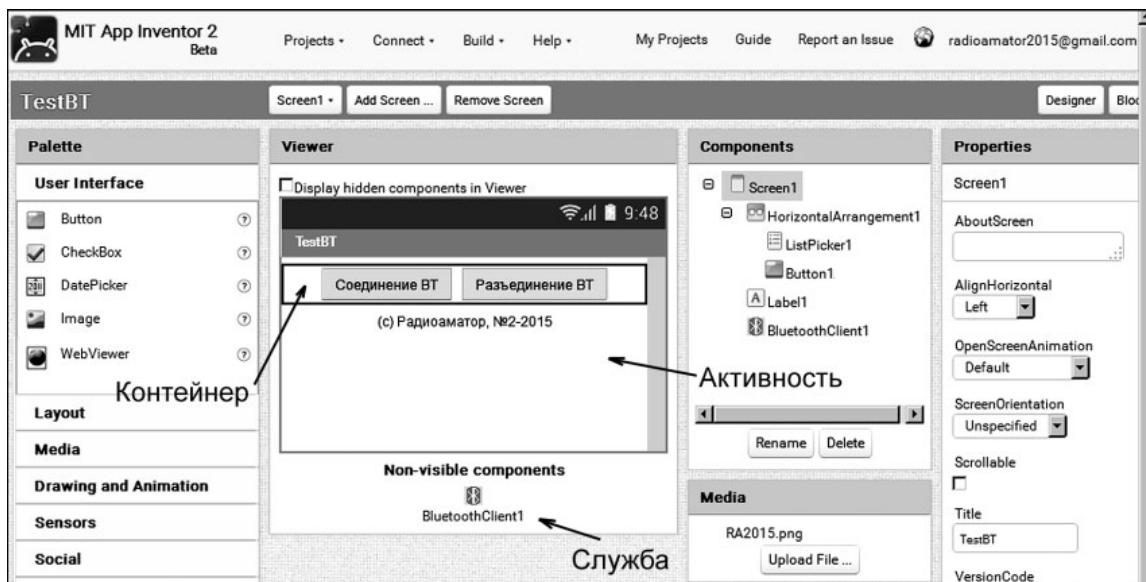 MIT App Inventor 2
Beta
Projects
Connect
Build
Help
My Projects
Guide
Report an Issue
radioamator2015@gmail.com
TestBT
Screen1
Add Screen ...
Remove Screen
Designer
Bloc
Palette
User Interface
Button
CheckBox
DatePicker
Image
WebViewer
Layout
Media
Drawing and Animation
Sensors
Social
Viewer
Display hidden components in Viewer
9:48
TestBT
Соединение BT
Разъединение BT
(c) Радиоаматор, №2-2015
Контейнер
Активность
Non-visible components
BluetoothClient1
Служба
Components
Screen1
HorizontalArrangement1
ListPicker1
Button1
Label1
BluetoothClient1
Rename
Delete
Media
RA2015.png
Upload File ...
Properties
Screen1
AboutScreen
AlignHorizontal
Left
OpenScreenAnimation
Default
ScreenOrientation
Unspecified
Scrollable
Title
TestBT
VersionCode